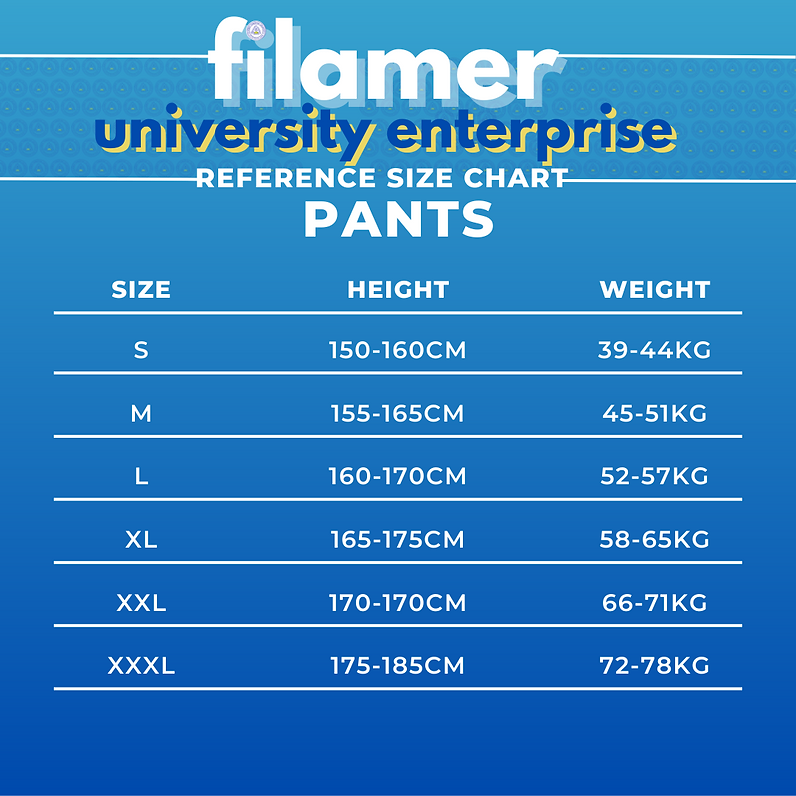 filamer
university enterprise
REFERENCE SIZE CHART
PANTS
SIZE HEIGHT WEIGHT
S 150-160CM 39-44KG
M 155-165CM 45-51KG
L 160-170CM 52-57KG
XL 165-175CM 58-65KG
XXL 170-170CM 66-71KG
XXXL 175-185CM 72-78KG